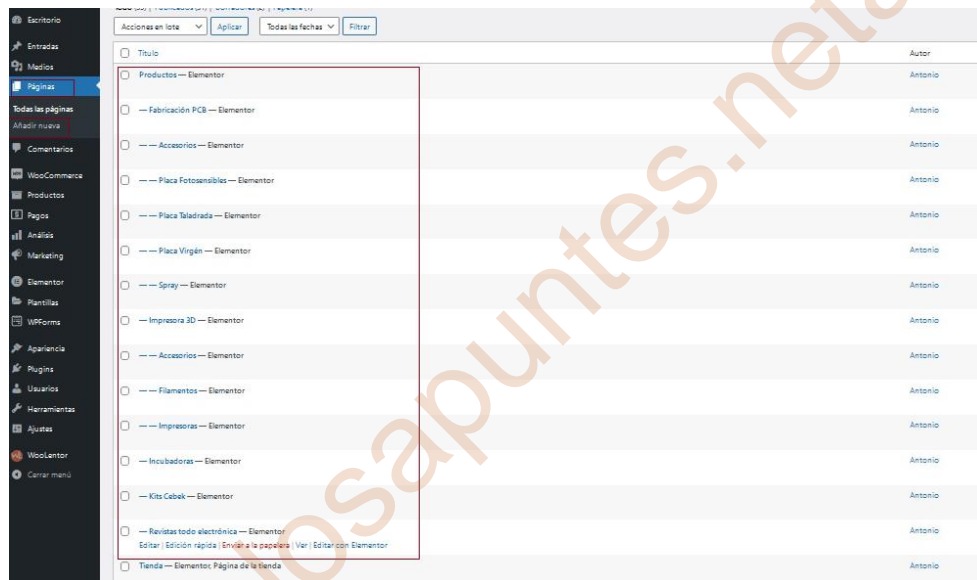 Escritorio
Entradas
Medios
Páginas
Todas las páginas
Añadir nueva
Comentarios
WooCommerce
Productos
Pagos
Análisis
Marketing
Elementor
Plantillas
WPForms
Apariencia
Plugins
Usuarios
Herramientas
Ajustes
WooLentor
Cerrar menú
Acciones en lote Aplicar Todas las fechas Filtrar
Título Autor
Productos — Elementor Antonio
— Fabricación PCB — Elementor Antonio
— — Accesorios — Elementor Antonio
— — Placa Fotosensibles — Elementor Antonio
— — Placa Taladrada — Elementor Antonio
— — Placa Virgén — Elementor Antonio
— — Spray — Elementor Antonio
— Impresora 3D — Elementor Antonio
— — Accesorios — Elementor Antonio
— — Filamentos — Elementor Antonio
— — Impresoras — Elementor Antonio
— Incubadoras — Elementor Antonio
— Kits Cebek — Elementor Antonio
— Revistas todo electrónica — Elementor Antonio
Editar | Edición rápida | Enviar a la papelera | Ver | Editar con Elementor
Tienda — Elementor, Página de la tienda Antonio
losapuntes.net